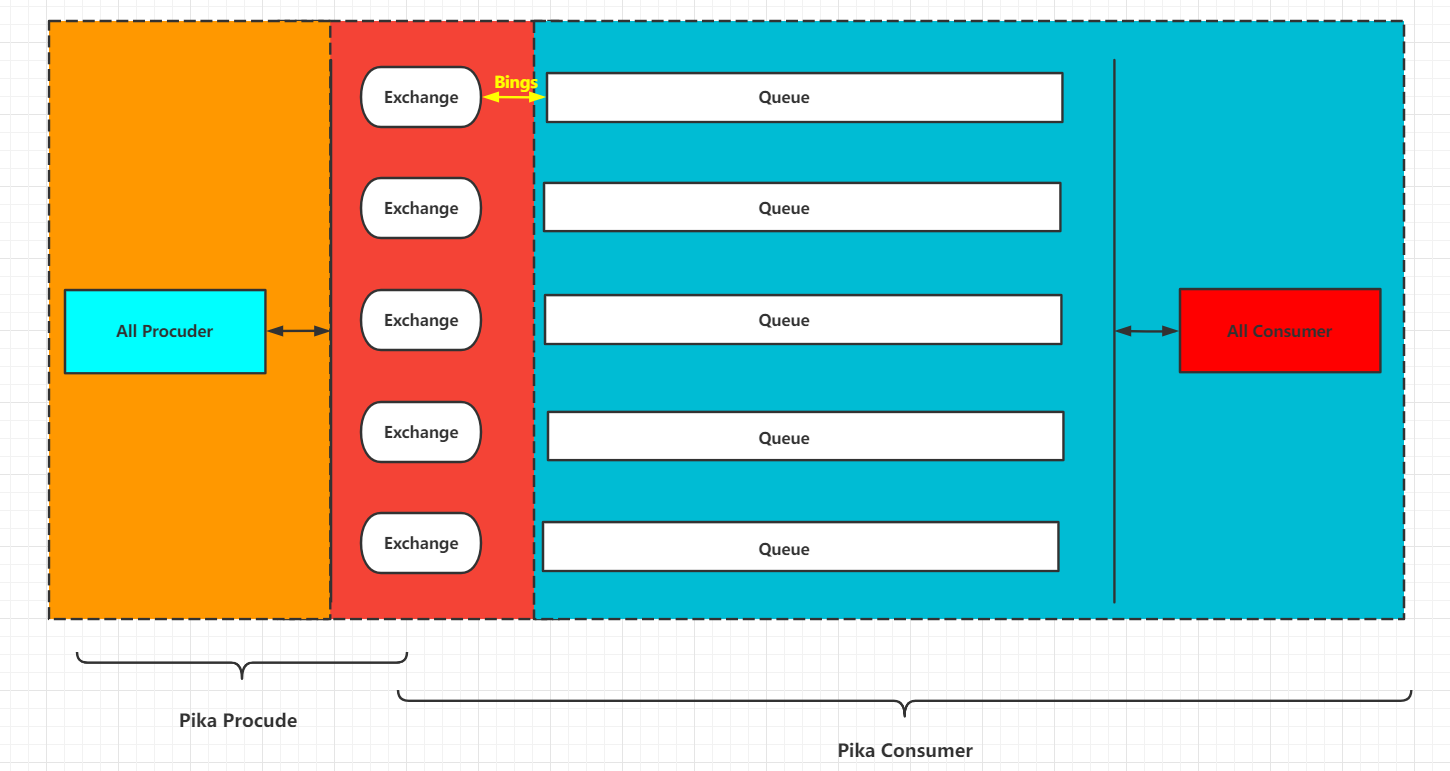 Bings
Exchange
Queue
Exchange
Queue
Exchange
Queue
All Procuder
All Consumer
Exchange
Queue
Exchange
Queue
Pika Procude
Pika Consumer